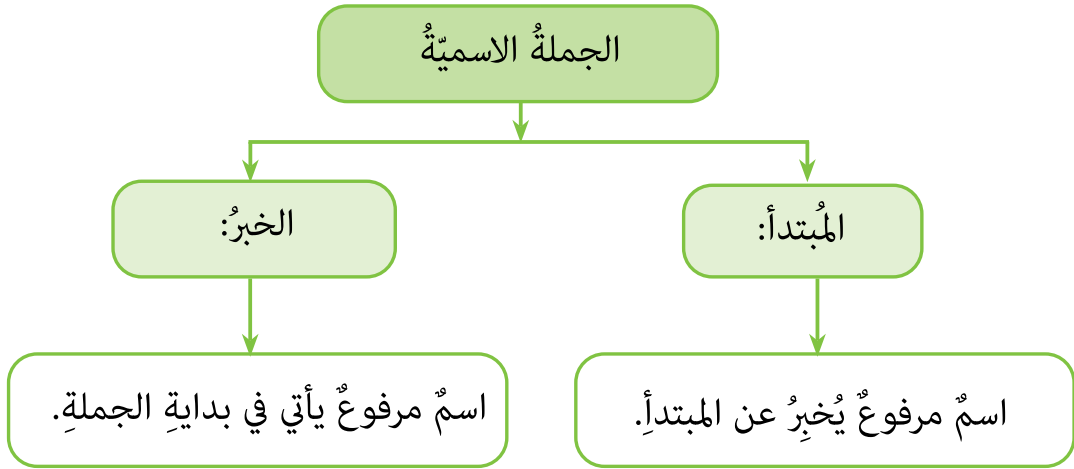 الجملةُ الاسميّةُ
المُبتدأ:
الخبرُ:
اسمٌ مرفوعٌ يُخبِرُ عن المبتدأِ.
اسمٌ مرفوعٌ يأتي في بدايةِ الجملةِ.